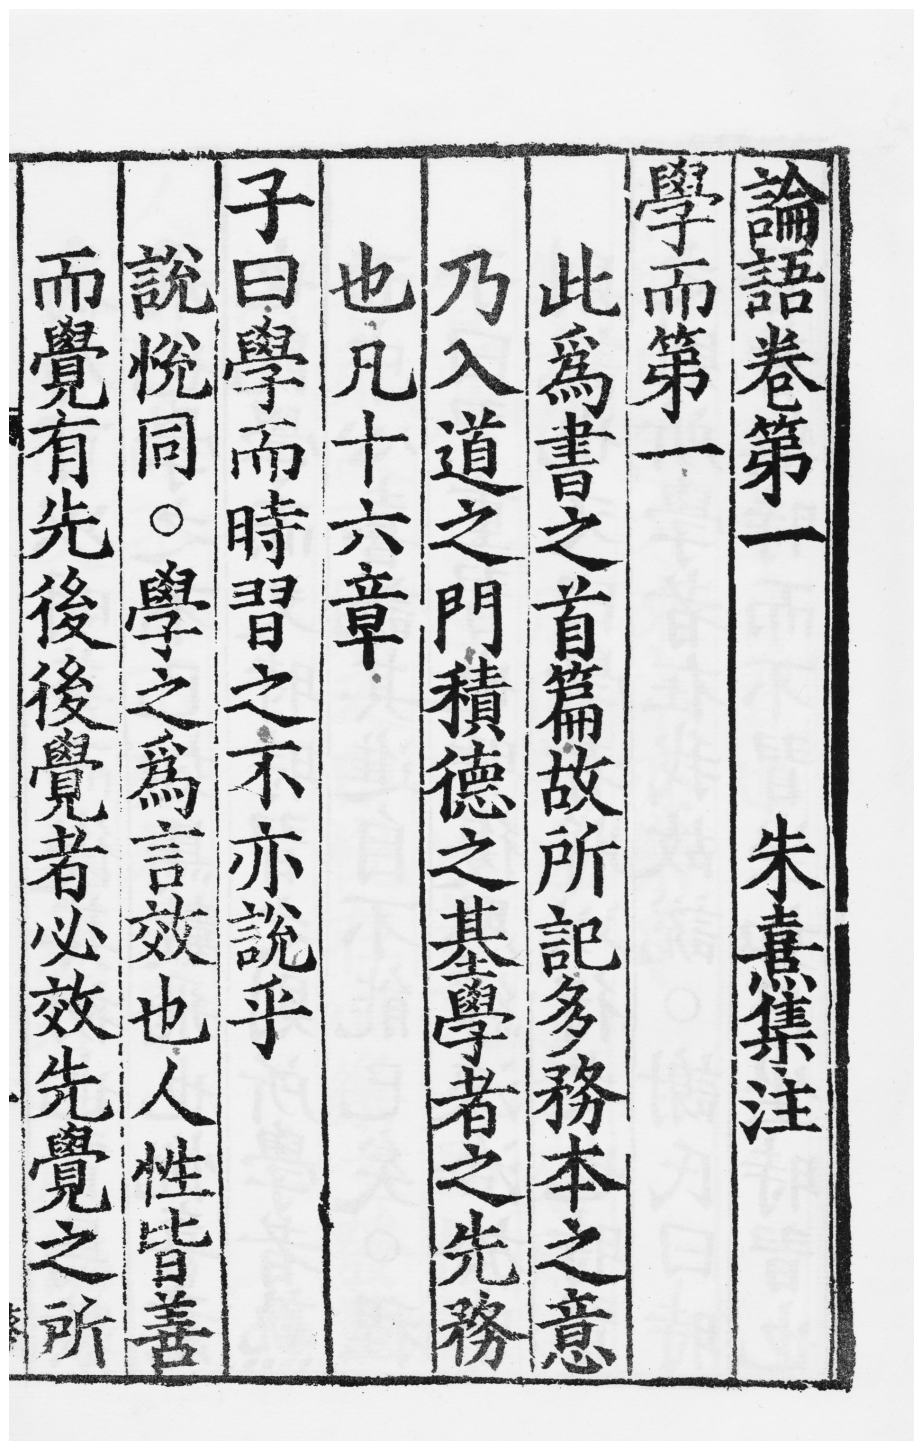 論語卷第一 朱熹集注
學而第一
此爲書之首篇故所記多務本之意
乃入道之門積德之基學者之先務
也凡十六章
子曰學而時習之不亦說乎
說悅同○學之爲言效也人性皆善
而覺有先後後覺者必效先覺之所